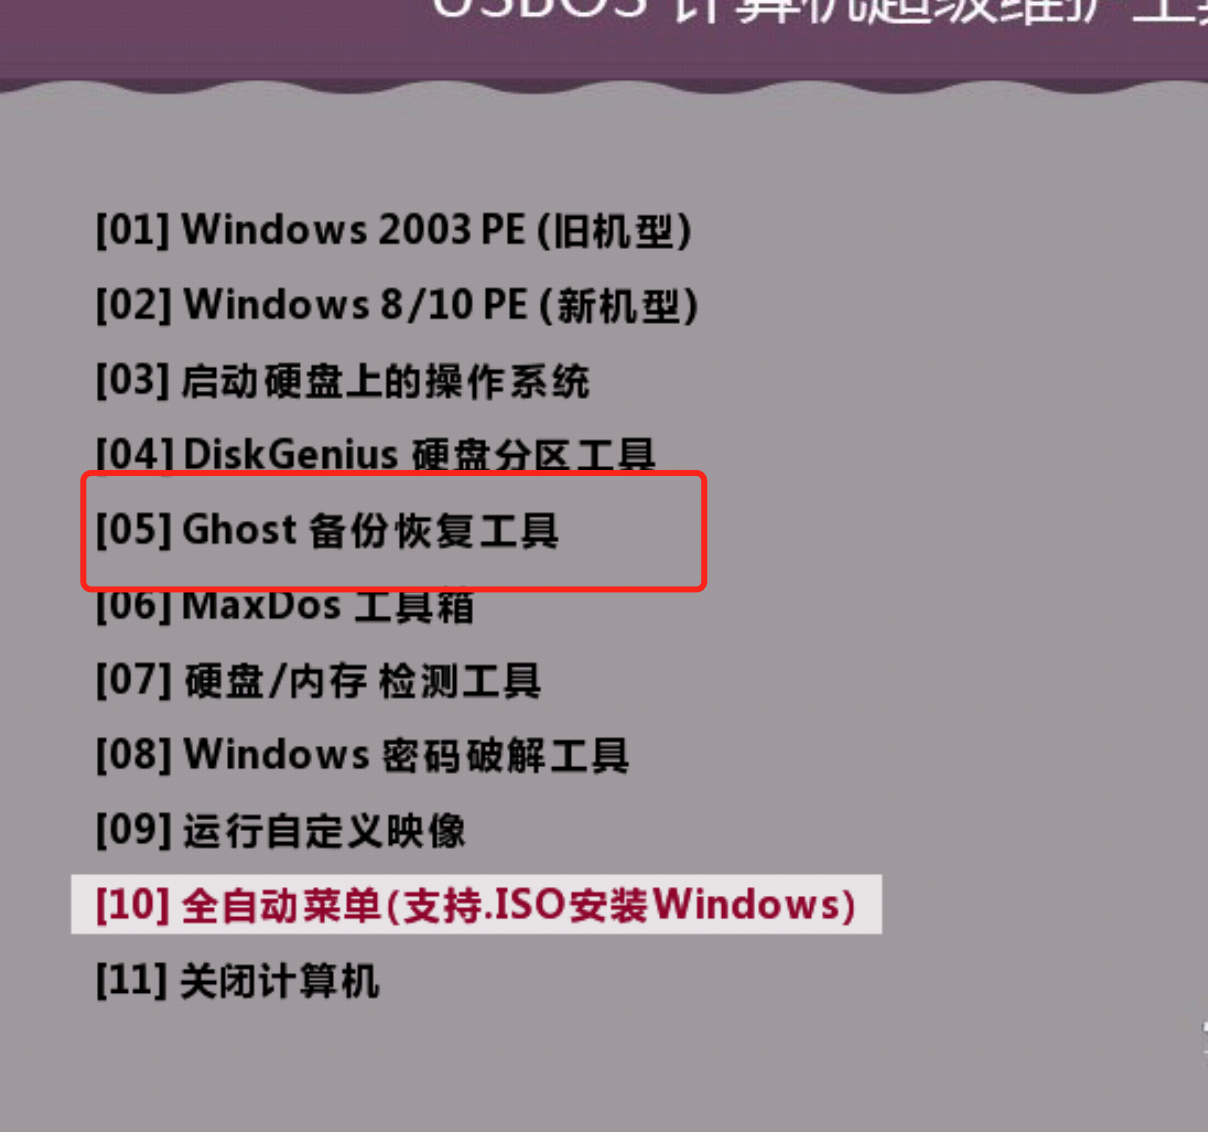 USBOS 计算机超级维护工具
[01] Windows 2003 PE (旧机型)
[02] Windows 8/10 PE (新机型)
[03] 启动硬盘上的操作系统
[04] DiskGenius 硬盘分区工具
[05] Ghost 备份恢复工具
[06] MaxDos 工具箱
[07] 硬盘/内存 检测工具
[08] Windows 密码破解工具
[09] 运行自定义映像
[10] 全自动菜单(支持.ISO安装Windows)
[11] 关闭计算机